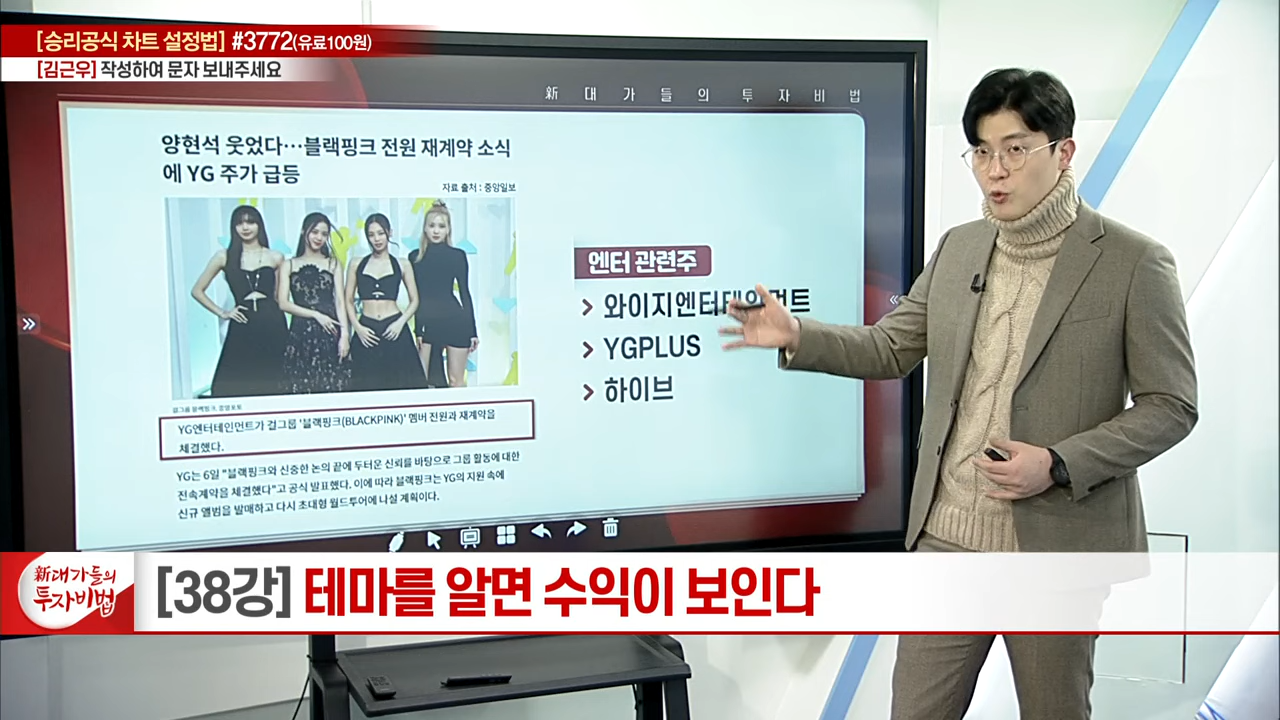 [승리공식 차트 설정법] #3772(유료100원)
[김근우] 작성하여 문자 보내주세요
新 대 가 들 의 투 자 비 법
양현석 웃었다…블랙핑크 전원 재계약 소식
에 YG 주가 급등
자료 출처 : 중앙일보
걸그룹 블랙핑크. 중앙포토
YG엔터테인먼트가 걸그룹 '블랙핑크(BLACKPINK)' 멤버 전원과 재계약을
체결했다.
YG는 6일 "블랙핑크와 신중한 논의 끝에 두터운 신뢰를 바탕으로 그룹 활동에 대한
전속계약을 체결했다"고 공식 발표했다. 이에 따라 블랙핑크는 YG의 지원 속에
신규 앨범을 발매하고 다시 초대형 월드투어에 나설 계획이다.
엔터 관련주
와이지엔터테인먼트
YGPLUS
하이브
新대가들의
투자비법
[38강] 테마를 알면 수익이 보인다